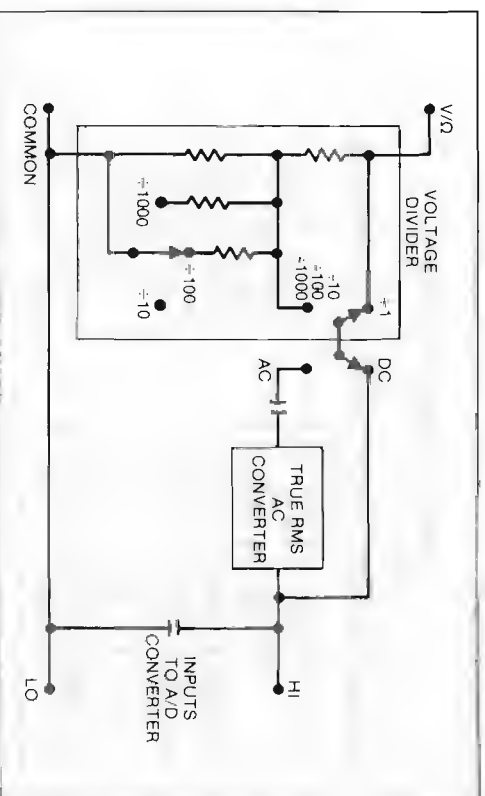 V/Ω
VOLTAGE
DIVIDER
÷1
÷10
÷100
÷1000
÷1000
÷100
÷10
COMMON
DC
AC
TRUE RMS
AC
CONVERTER
HI
INPUTS
TO A/D
CONVERTER
LO